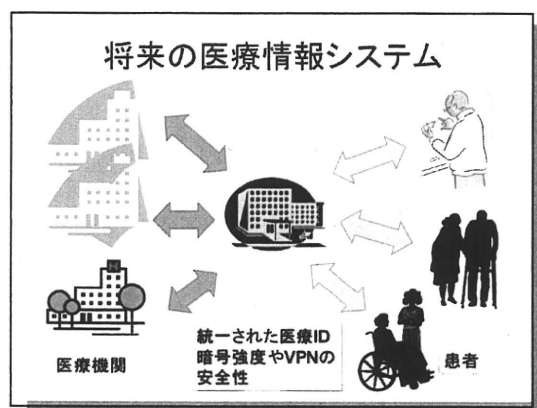 将来の医療情報システム
医療機関
統一された医療ID
暗号強度やVPNの
安全性
患者